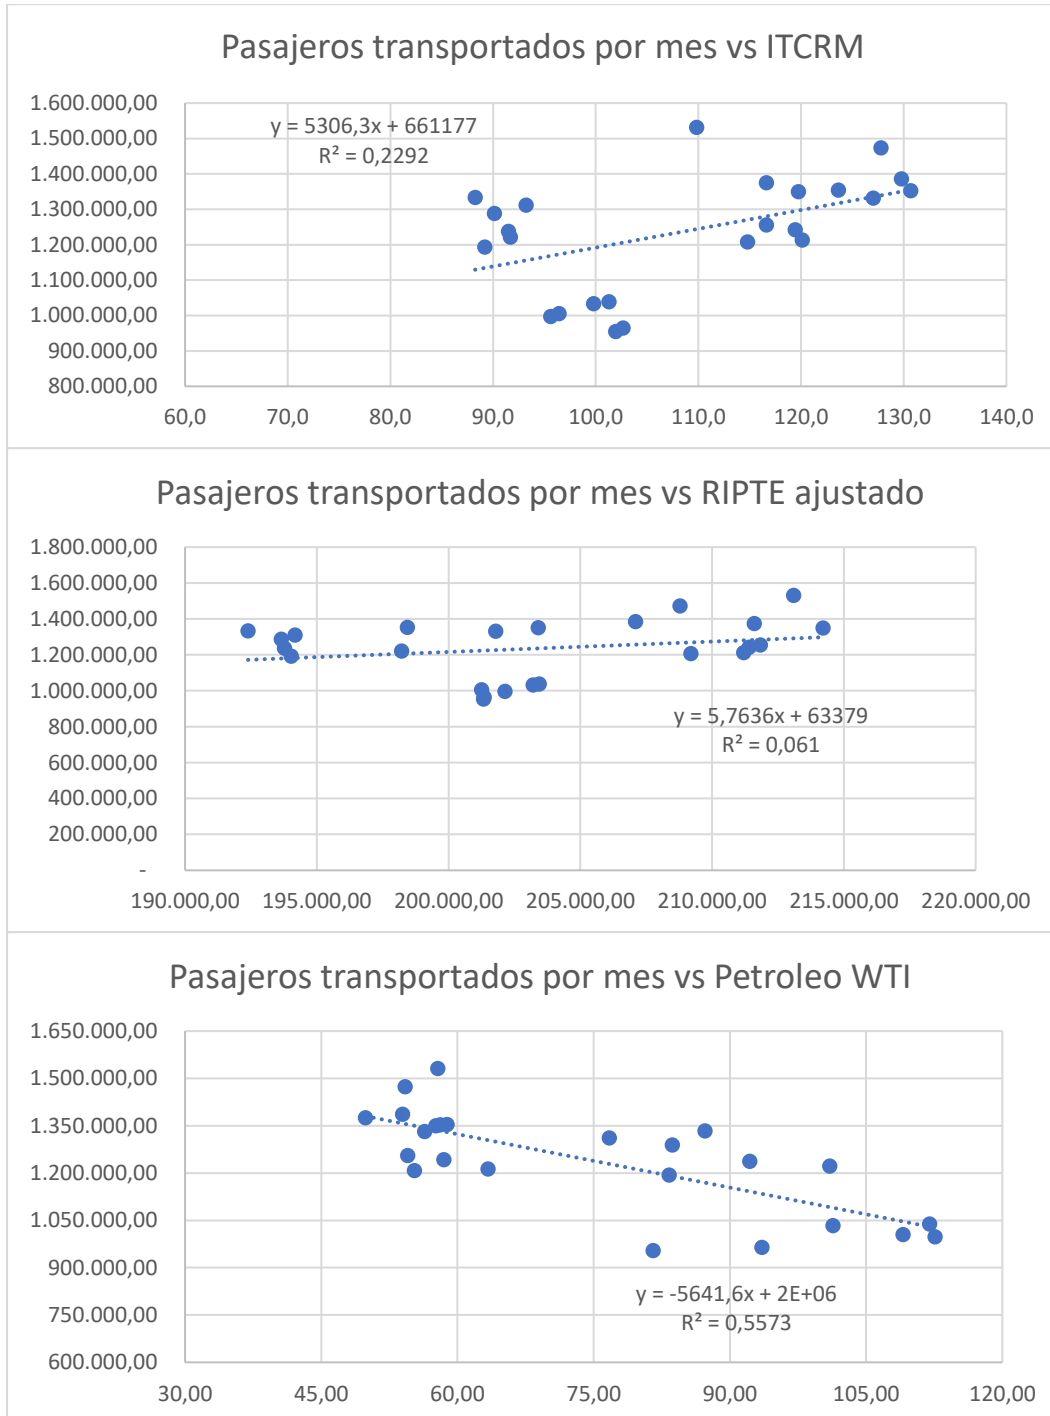 Pasajeros transportados por mes vs ITCRM
1.600.000,00
1.500.000,00
1.400.000,00
1.300.000,00
1.200.000,00
1.100.000,00
1.000.000,00
900.000,00
800.000,00
y = 5306,3x + 661177
R² = 0,2292
60,0 70,0 80,0 90,0 100,0 110,0 120,0 130,0 140,0
Pasajeros transportados por mes vs RIPTE ajustado
1.800.000,00
1.600.000,00
1.400.000,00
1.200.000,00
1.000.000,00
800.000,00
600.000,00
400.000,00
200.000,00
-
y = 5,7636x + 63379
R² = 0,061
190.000,00 195.000,00 200.000,00 205.000,00 210.000,00 215.000,00 220.000,00
Pasajeros transportados por mes vs Petroleo WTI
1.650.000,00
1.500.000,00
1.350.000,00
1.200.000,00
1.050.000,00
900.000,00
750.000,00
600.000,00
y = -5641,6x + 2E+06
R² = 0,5573
30,00 45,00 60,00 75,00 90,00 105,00 120,00